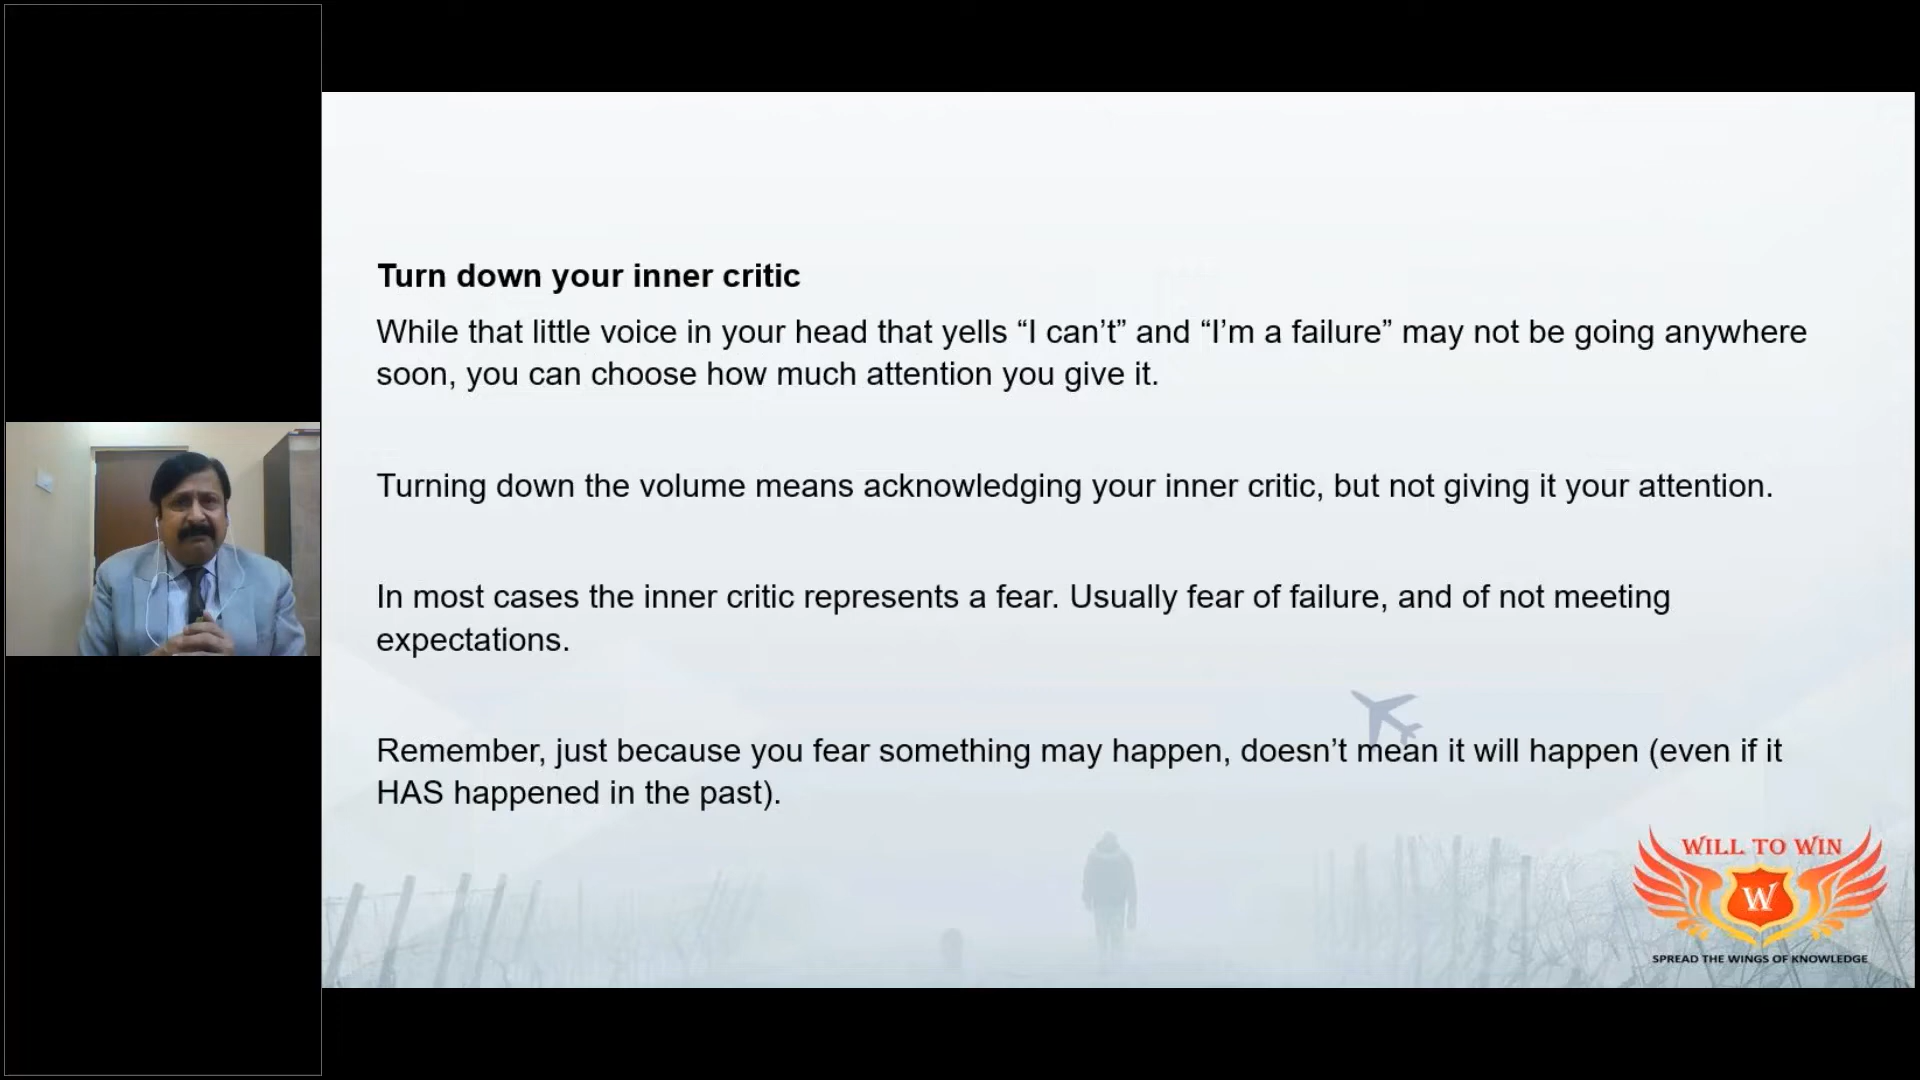 Turn down your inner critic
While that little voice in your head that yells “I can’t” and “I’m a failure” may not be going anywhere
soon, you can choose how much attention you give it.
Turning down the volume means acknowledging your inner critic, but not giving it your attention.
In most cases the inner critic represents a fear. Usually fear of failure, and of not meeting
expectations.
Remember, just because you fear something may happen, doesn’t mean it will happen (even if it
HAS happened in the past).
WILL TO WIN
W
SPREAD THE WINGS OF KNOWLEDGE